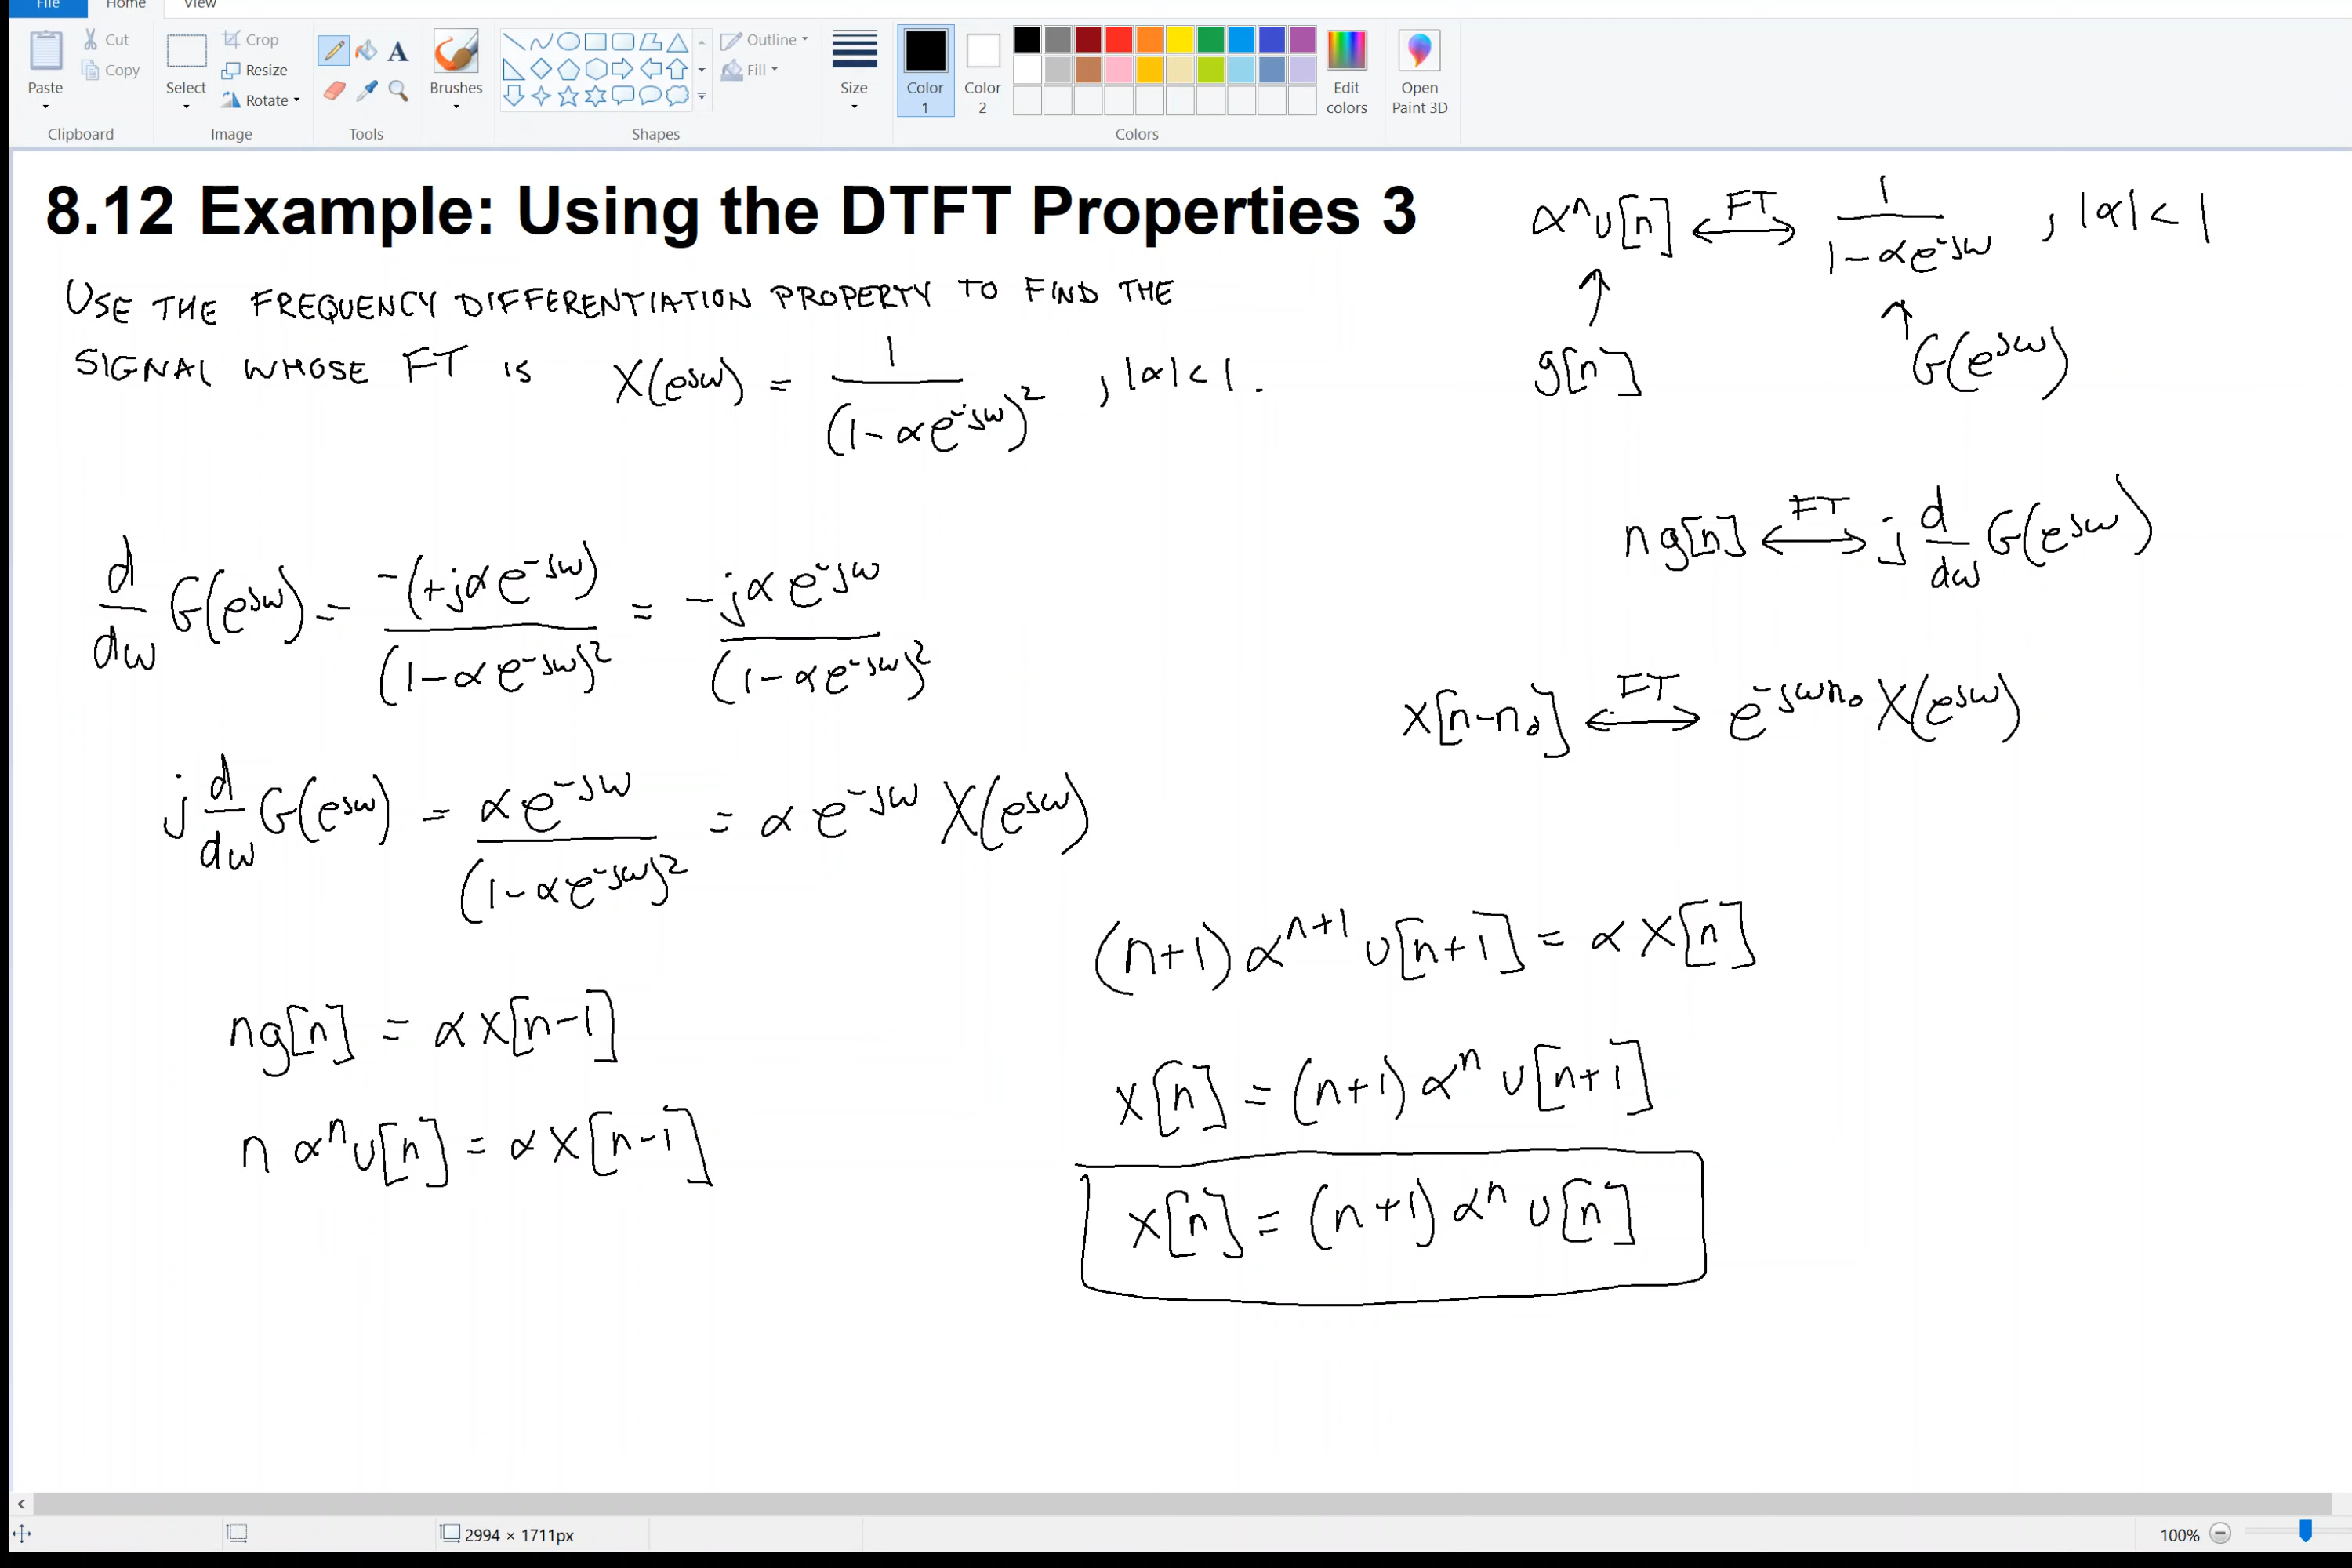 File Home View
Paste Cut Copy Clipboard
Select Crop Resize Rotate Image
A Tools
Brushes
Outline Fill Shapes
Size
Color 1 Color 2 Edit colors Colors
Open Paint 3D
8.12 Example: Using the DTFT Properties 3
USE THE FREQUENCY DIFFERENTIATION PROPERTY TO FIND THE
SIGNAL WHOSE FT IS X(e^{jω}) = 1/(1-αe^{-jω})^2 , |α| < 1.
α^n u[n] ←FT→ 1/(1-αe^{-jω}) , |α| < 1
↑ ↑
g[n] G(e^{jω})
n g[n] ←FT→ j d/dω G(e^{jω})
x[n-n_0] ←FT→ e^{-jωn_0} X(e^{jω})
d/dω G(e^{jω}) = -(+jαe^{-jω})/(1-αe^{-jω})^2 = -jαe^{-jω}/(1-αe^{-jω})^2
j d/dω G(e^{jω}) = αe^{-jω}/(1-αe^{-jω})^2 = αe^{-jω} X(e^{jω})
n g[n] = αx[n-1]
n α^n u[n] = αx[n-1]
(n+1) α^{n+1} u[n+1] = αx[n]
x[n] = (n+1) α^n u[n+1]
x[n] = (n+1) α^n u[n]
2994 × 1711px
100%